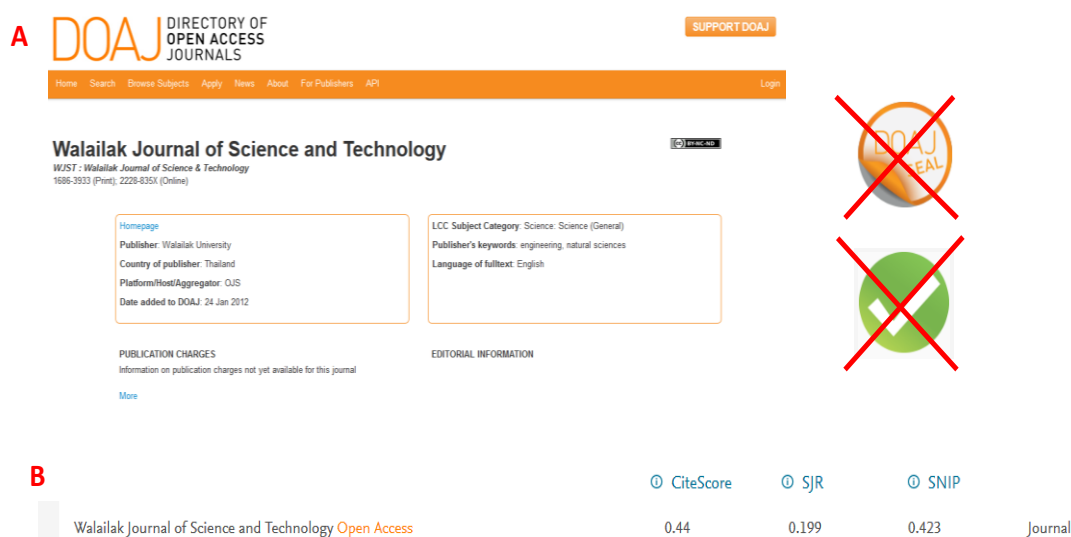 A
DOAJ DIRECTORY OF
OPEN ACCESS
JOURNALS
SUPPORT DOAJ
Home Search Browse Subjects Apply News About For Publishers API Login
Walailak Journal of Science and Technology
WJST : Walailak Journal of Science & Technology
1686-3933 (Print); 2228-835X (Online)
(cc) BY-NC-ND
DOAJ
SEAL
Homepage
Publisher: Walailak University
Country of publisher: Thailand
Platform/Host/Aggregator: OJS
Date added to DOAJ: 24 Jan 2012
LCC Subject Category: Science: Science (General)
Publisher's keywords: engineering, natural sciences
Language of fulltext: English
PUBLICATION CHARGES
Information on publication charges not yet available for this journal
More
EDITORIAL INFORMATION
B
CiteScore SJR SNIP
Walailak Journal of Science and Technology Open Access 0.44 0.199 0.423 Journal